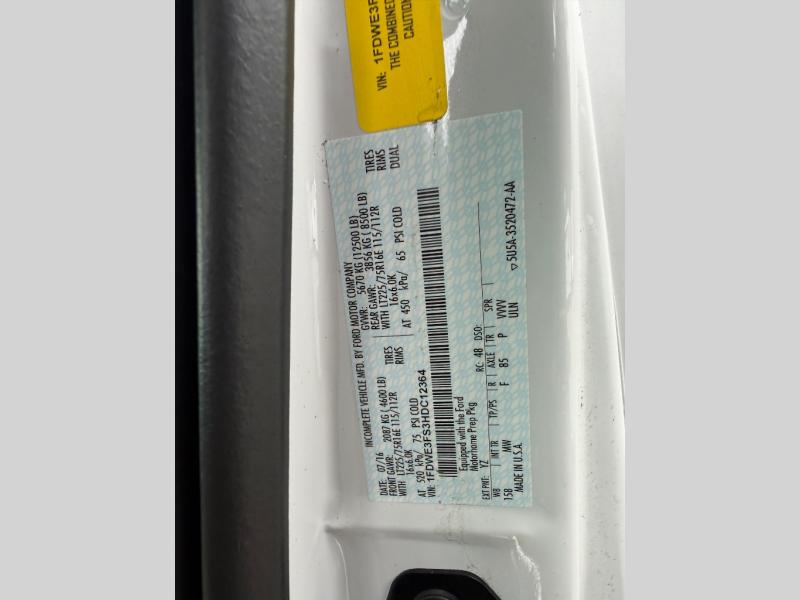 VIN: 1FDWE3F
THE COMBINED
CAUTION
INCOMPLETE VEHICLE MFD. BY FORD MOTOR COMPANY
DATE: 07/16 GVWR: 5670 KG (12500 LB)
FRONT GAWR: 2087 KG ( 4600 LB) REAR GAWR: 3856 KG ( 8500 LB)
WITH LT225/75R16E 115/112R TIRES WITH LT225/75R16E 115/112R TIRES
16x6.0K RIMS 16x6.0K RIMS
AT 520 kPa/ 75 PSI COLD AT 450 kPa/ 65 PSI COLD DUAL
VIN: 1FDWE3FS3HDC12364
Equipped with the Ford
Motorhome Prep Pkg
EXT PNT: YZ RC: 48 DSO:
WB INT TR TP/PS R AXLE TR SPR
158 MW F 85 P VVVV
MADE IN U.S.A. ULN
▽5U5A-3520472-AA